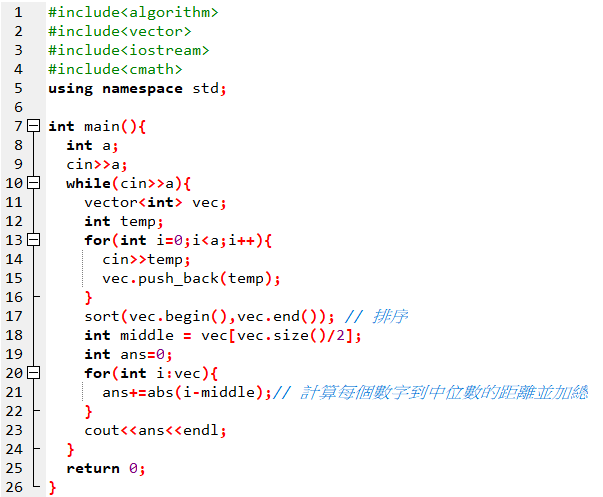 1 #include<algorithm>
2 #include<vector>
3 #include<iostream>
4 #include<cmath>
5 using namespace std;
6
7 int main(){
8 int a;
9 cin>>a;
10 while(cin>>a){
11 vector<int> vec;
12 int temp;
13 for(int i=0;i<a;i++){
14 cin>>temp;
15 vec.push_back(temp);
16 }
17 sort(vec.begin(),vec.end()); // 排序
18 int middle = vec[vec.size()/2];
19 int ans=0;
20 for(int i:vec){
21 ans+=abs(i-middle);// 計算每個數字到中位數的距離並加總
22 }
23 cout<<ans<<endl;
24 }
25 return 0;
26 }